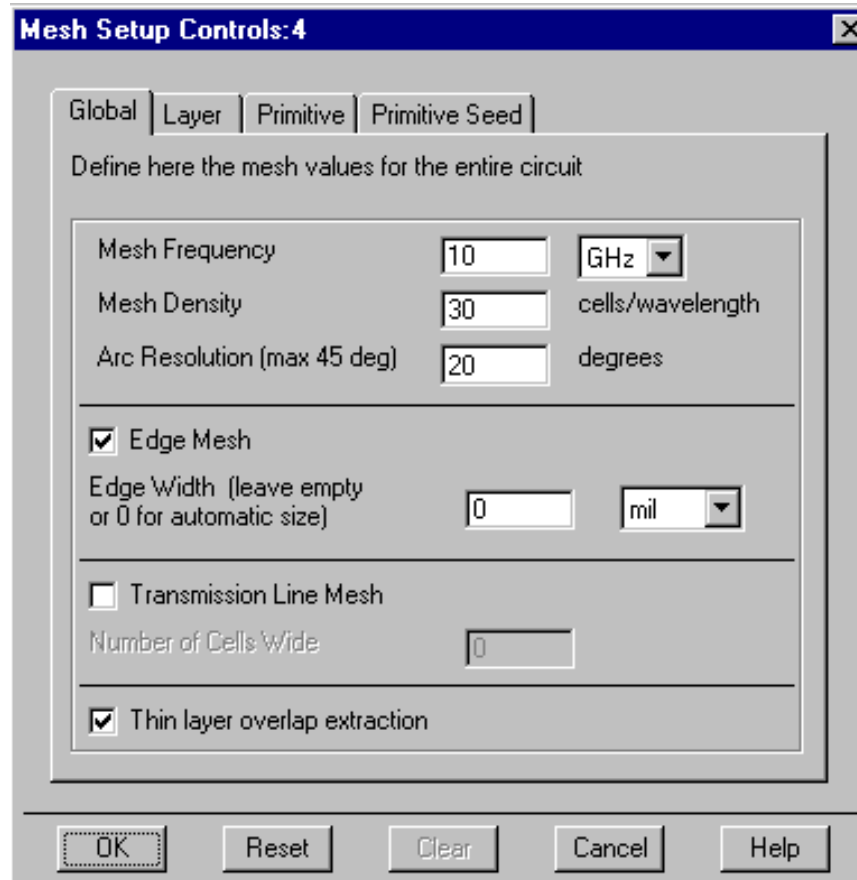 Mesh Setup Controls:4
Global Layer Primitive Primitive Seed
Define here the mesh values for the entire circuit
Mesh Frequency 10 GHz
Mesh Density 30 cells/wavelength
Arc Resolution (max 45 deg) 20 degrees
Edge Mesh
Edge Width (leave empty
or 0 for automatic size) 0 mil
Transmission Line Mesh
Number of Cells Wide 0
Thin layer overlap extraction
OK Reset Clear Cancel Help